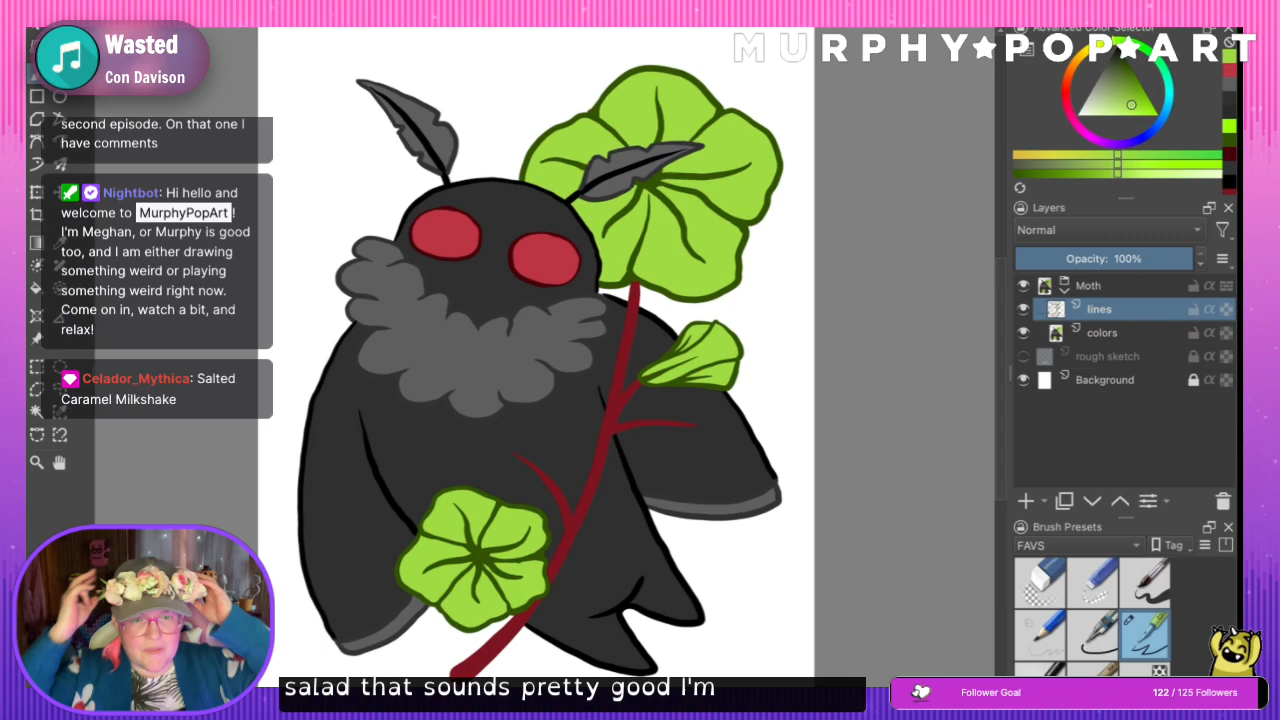 Wasted
Con Davison
MURPHY★POP★ART
second episode. On that one I
have comments
Nightbot: Hi hello and
welcome to MurphyPopArt!
I'm Meghan, or Murphy is good
too, and I am either drawing
something weird or playing
something weird right now.
Come on in, watch a bit, and
relax!
Celador_Mythica: Salted
Caramel Milkshake
Advanced Color Selector
Layers
Normal
Opacity: 100%
Moth
lines
colors
rough sketch
Background
Brush Presets
FAVS
Tag
salad that sounds pretty good I'm
Follower Goal
122 / 125 Followers